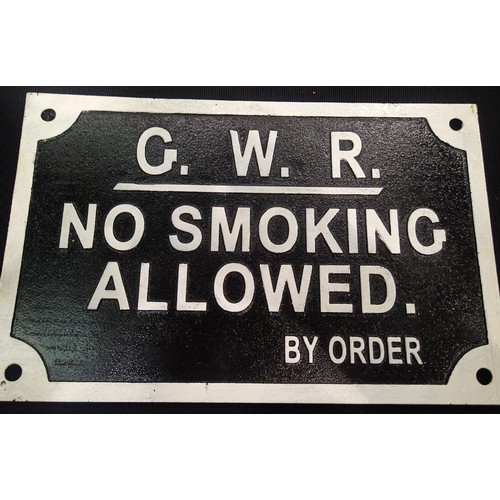 G. W. R.
NO SMOKING
ALLOWED.
BY ORDER